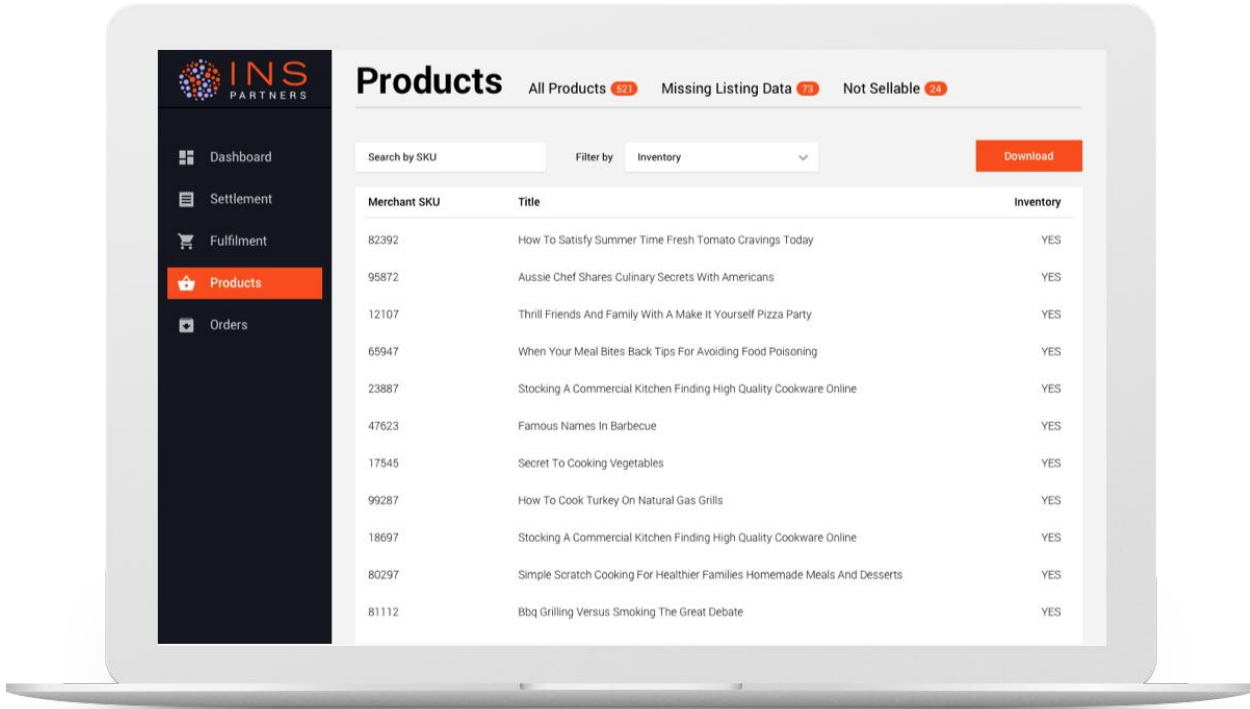 INS
PARTNERS
Dashboard
Settlement
Fulfilment
Products
Orders
Products All Products 521 Missing Listing Data 73 Not Sellable 24
Search by SKU Filter by Inventory Download
Merchant SKU Title Inventory
82392 How To Satisfy Summer Time Fresh Tomato Cravings Today YES
95872 Aussie Chef Shares Culinary Secrets With Americans YES
12107 Thrill Friends And Family With A Make It Yourself Pizza Party YES
65947 When Your Meal Bites Back Tips For Avoiding Food Poisoning YES
23887 Stocking A Commercial Kitchen Finding High Quality Cookware Online YES
47623 Famous Names In Barbecue YES
17545 Secret To Cooking Vegetables YES
99287 How To Cook Turkey On Natural Gas Grills YES
18697 Stocking A Commercial Kitchen Finding High Quality Cookware Online YES
80297 Simple Scratch Cooking For Healthier Families Homemade Meals And Desserts YES
81112 Bbq Grilling Versus Smoking The Great Debate YES